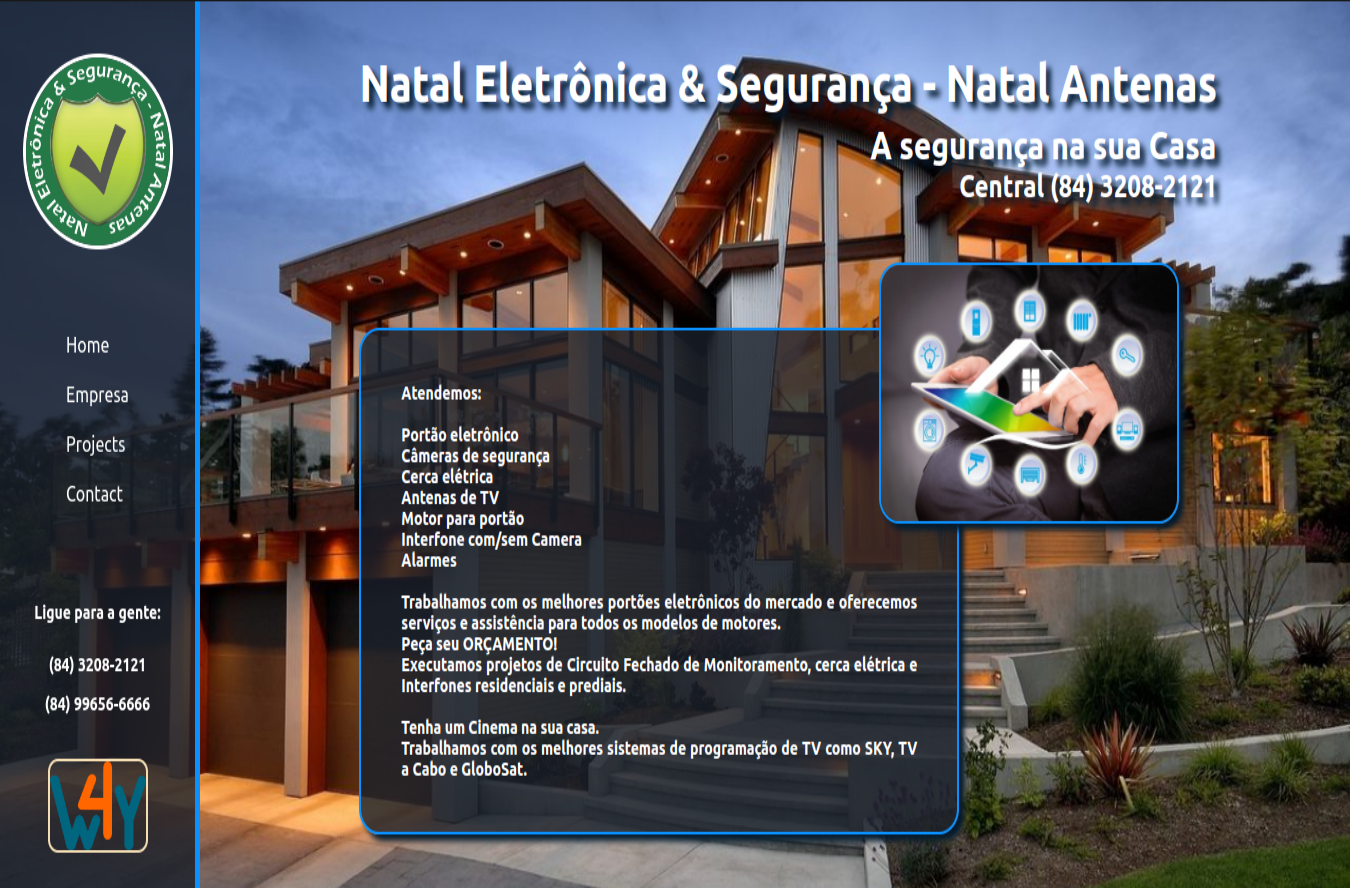 Natal Eletrônica & Segurança - Natal Antenas
Home
Empresa
Projects
Contact
Ligue para a gente:
(84) 3208-2121
(84) 99656-6666
W4Y
Natal Eletrônica & Segurança - Natal Antenas
A segurança na sua Casa
Central (84) 3208-2121
Atendemos:
Portão eletrônico
Câmeras de segurança
Cerca elétrica
Antenas de TV
Motor para portão
Interfone com/sem Camera
Alarmes
Trabalhamos com os melhores portões eletrônicos do mercado e oferecemos
serviços e assistência para todos os modelos de motores.
Peça seu ORÇAMENTO!
Executamos projetos de Circuito Fechado de Monitoramento, cerca elétrica e
Interfones residenciais e prediais.
Tenha um Cinema na sua casa.
Trabalhamos com os melhores sistemas de programação de TV como SKY, TV
a Cabo e GloboSat.